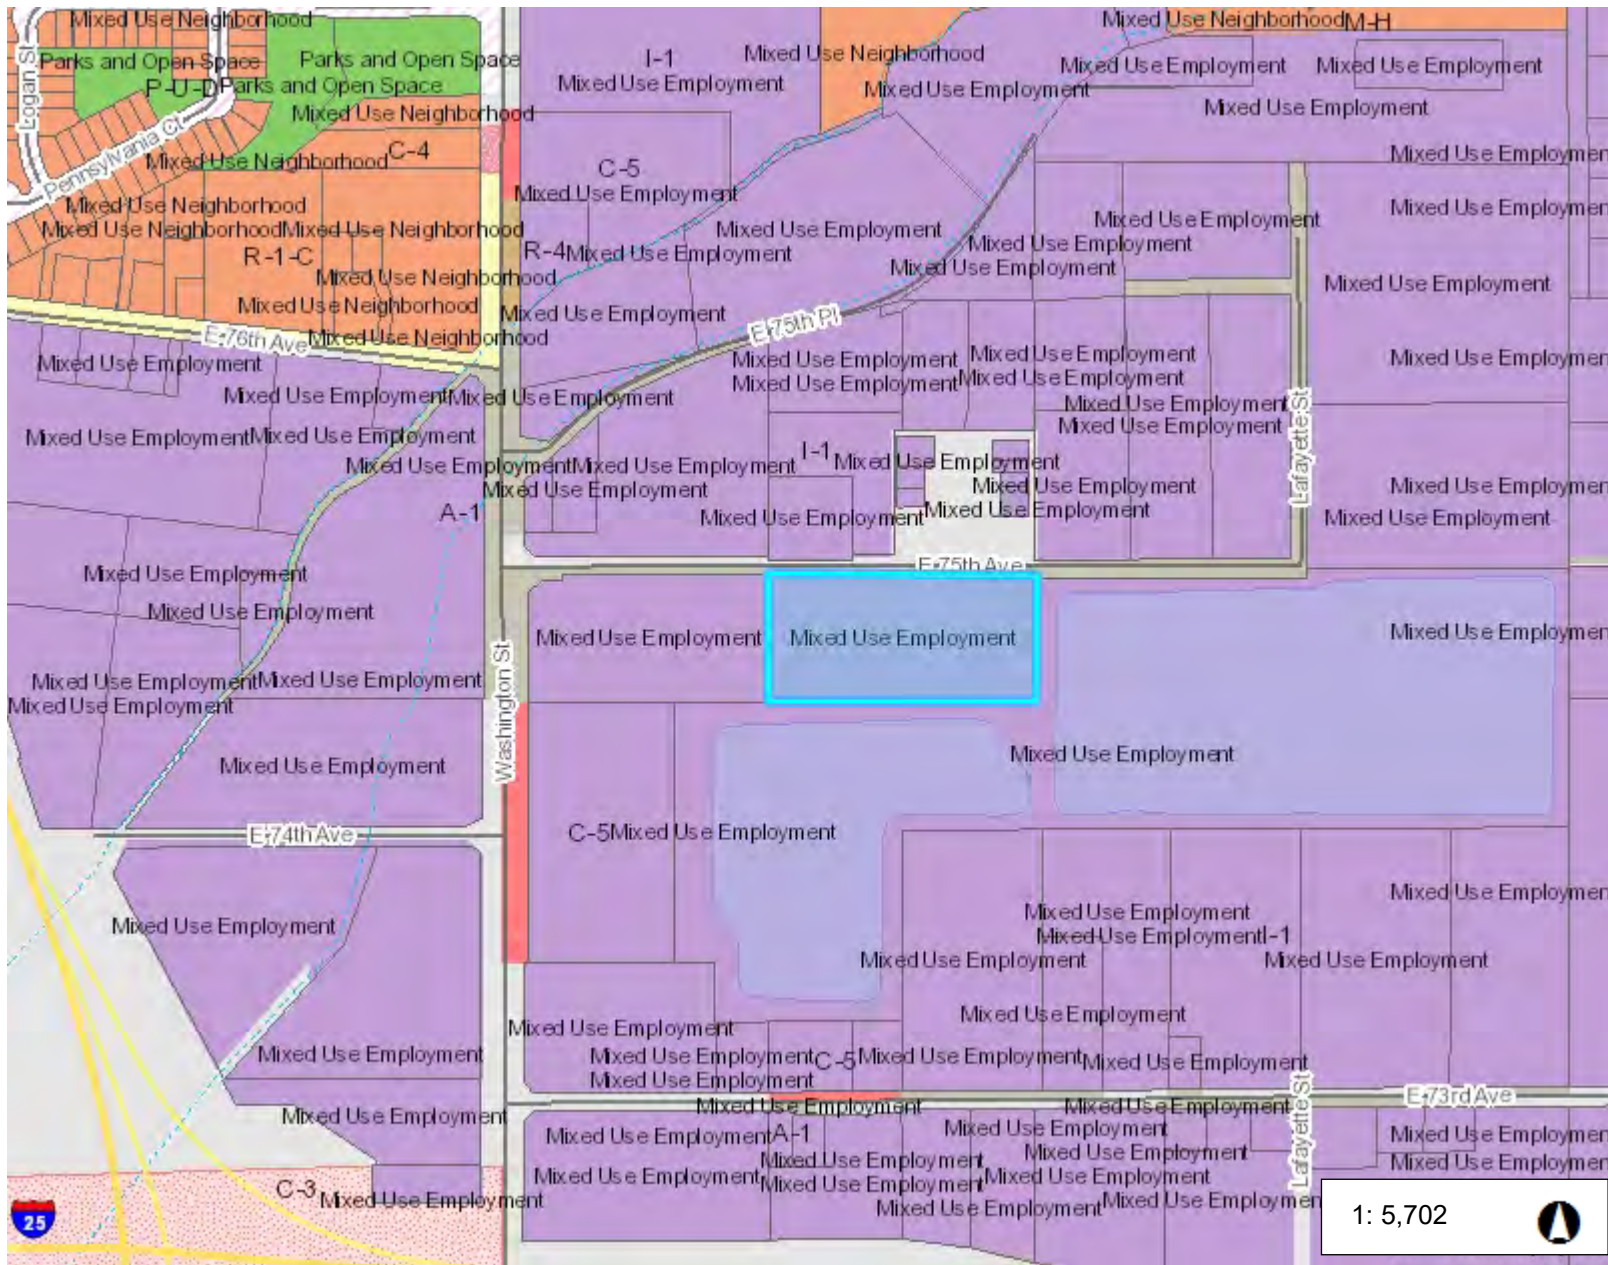 Mixed Use Neighborhood
Mixed Use Neighborhood
M-H
Logan St
Parks and Open Space
Parks and Open Space
I-1
Mixed Use Neighborhood
Mixed Use Employment
Mixed Use Employment
P-U-D
Parks and Open Space
Mixed Use Employment
Mixed Use Employment
Mixed Use Employment
Mixed Use Neighborhood
Pennsylvania Ct
Mixed Use Neighborhood
C-4
C-5
Mixed Use Employmen
Mixed Use Employment
Mixed Use Neighborhood
Mixed Use Employmen
Mixed Use Neighborhood
Mixed Use Neighborhood
Mixed Use Employment
Mixed Use Employment
R-1-C
R-4
Mixed Use Employment
Mixed Use Employment
Mixed Use Neighborhood
Mixed Use Employment
Mixed Use Employment
Mixed Use Neighborhood
Mixed Use Employment
E 75th Pl
E 76th Ave
Mixed Use Neighborhood
Mixed Use Employment
Mixed Use Employment
Mixed Use Employment
Mixed Use Employmen
Mixed Use Employment
Mixed Use Employment
Mixed Use Employment
Mixed Use Employment
Mixed Use Employment
Lafayette St
Mixed Use Employment
Mixed Use Employment
Mixed Use Employment
I-1
Mixed Use Employment
Mixed Use Employment
Mixed Use Employment
Mixed Use Employment
Mixed Use Employment
Mixed Use Employmen
A-1
Mixed Use Employment
Mixed Use Employment
Mixed Use Employment
E 75th Ave
Mixed Use Employment
Mixed Use Employment
Mixed Use Employment
Mixed Use Employment
Mixed Use Employmen
Washington St
Mixed Use Employment
Mixed Use Employment
Mixed Use Employment
Mixed Use Employment
Mixed Use Employment
E 74th Ave
C-5
Mixed Use Employment
Mixed Use Employment
Mixed Use Employmen
Mixed Use Employment
Mixed Use Employment
I-1
Mixed Use Employment
Mixed Use Employment
Mixed Use Employment
Mixed Use Employment
Mixed Use Employment
Mixed Use Employment
C-5
Mixed Use Employment
Mixed Use Employment
Mixed Use Employment
Lafayette St
E 73rd Ave
Mixed Use Employment
Mixed Use Employment
Mixed Use Employment
Mixed Use Employment
A-1
Mixed Use Employment
Mixed Use Employmen
Mixed Use Employment
Mixed Use Employment
Mixed Use Employmen
Mixed Use Employment
Mixed Use Employment
Mixed Use Employment
C-3
Mixed Use Employment
Mixed Use Employment
Mixed Use Employmen
25
1: 5,702